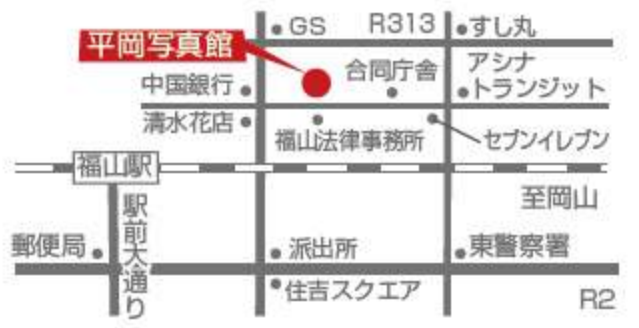 GS
R313
すし丸
平岡写真館
合同庁舎
アシナ
トランジット
中国銀行
清水花店
福山法律事務所
セブンイレブン
福山駅
至岡山
駅前大通り
郵便局
派出所
東警察署
住吉スクエア
R2